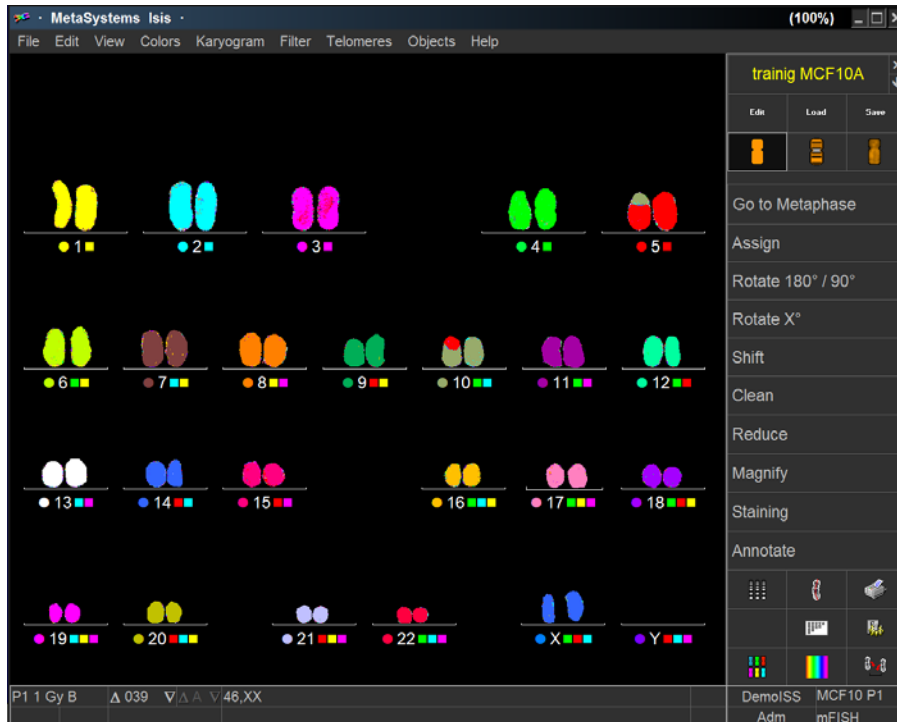 · MetaSystems Isis · (100%)
File Edit View Colors Karyogram Filter Telomeres Objects Help
trainig MCF10A
Edit Load Save
1 2 3 4 5
Go to Metaphase
Assign
Rotate 180° / 90°
Rotate X°
6 7 8 9 10 11 12
Shift
Clean
Reduce
Magnify
13 14 15 16 17 18
Staining
Annotate
19 20 21 22 X Y
P1 1 Gy B Δ 039 ∇ Δ A ∇ 46,XX DemoISS MCF10 P1
Adm mFISH